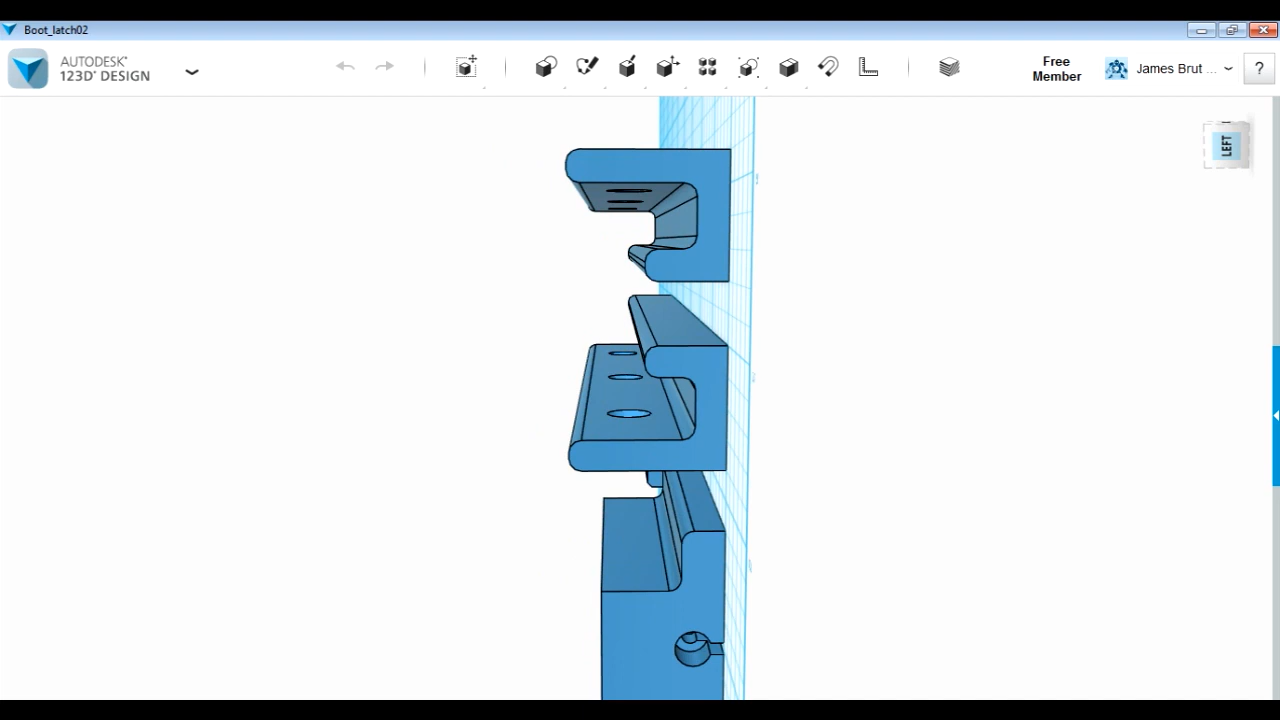 Boot_latch02
AUTODESK®
123D® DESIGN
Free
Member
James Brut ...
?
LEFT